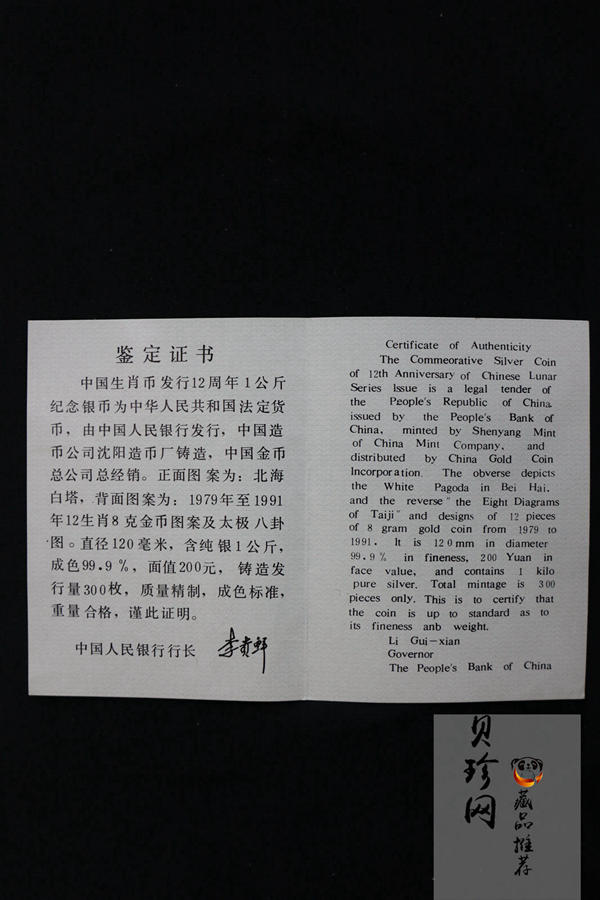 鉴定证书
中国生肖币发行12周年1公斤
纪念银币为中华人民共和国法定货
币，由中国人民银行发行，中国造
币公司沈阳造币厂铸造，中国金币
总公司总经销。正面图案为：北海
白塔，背面图案为：1979年至1991
年12生肖8克金币图案及太极八卦
图。直径120毫米，含纯银1公斤，
成色99.9%，面值200元，铸造发
行量300枚，质量精制，成色标准，
重量合格，谨此证明。
中国人民银行行长 李贵鲜
Certificate of Authenticity
The Commeorative Silver Coin
of 12th Anniversary of Chinese Lunar
Series Issue is a legal tender of
the People's Republic of China.
issued by the People's Bank of
China, minted by Shenyang Mint
of China Mint Company, and
distributed by China Gold Coin
Incorporation. The obverse depicts
the White Pagoda in Bei Hai.
and the reverse "the Eight Diagrams
of Taiji" and designs of 12 pieces
of 8 gram gold coin from 1979 to
1991. It is 120mm in diameter
99.9% in fineness, 200 Yuan in
face value, and contains 1 kilo
pure silver. Total mintage is 300
pieces only. This is to certify that
the coin is up to standard as to
its fineness anb weight.
Li Gui-xian
Governor
The People's Bank of China
贝珍网
藏品推荐